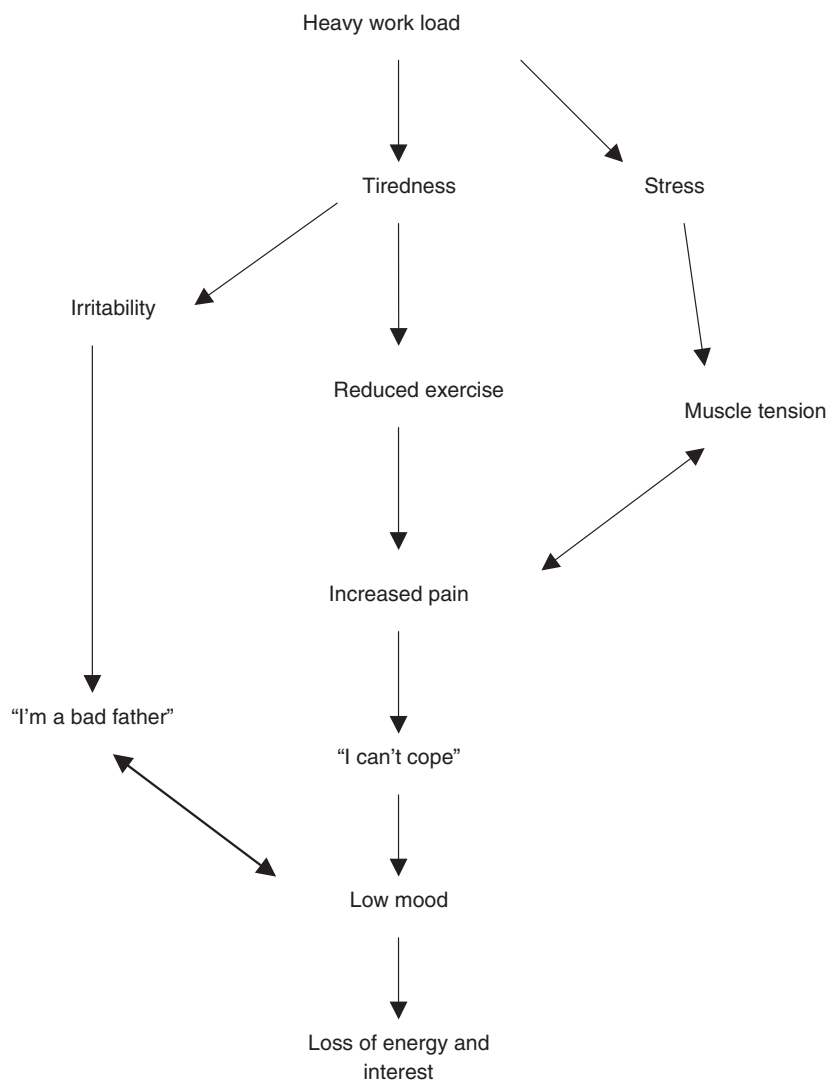 Heavy work load
Tiredness
Stress
Irritability
Reduced exercise
Muscle tension
Increased pain
“I'm a bad father”
“I can't cope”
Low mood
Loss of energy and
interest